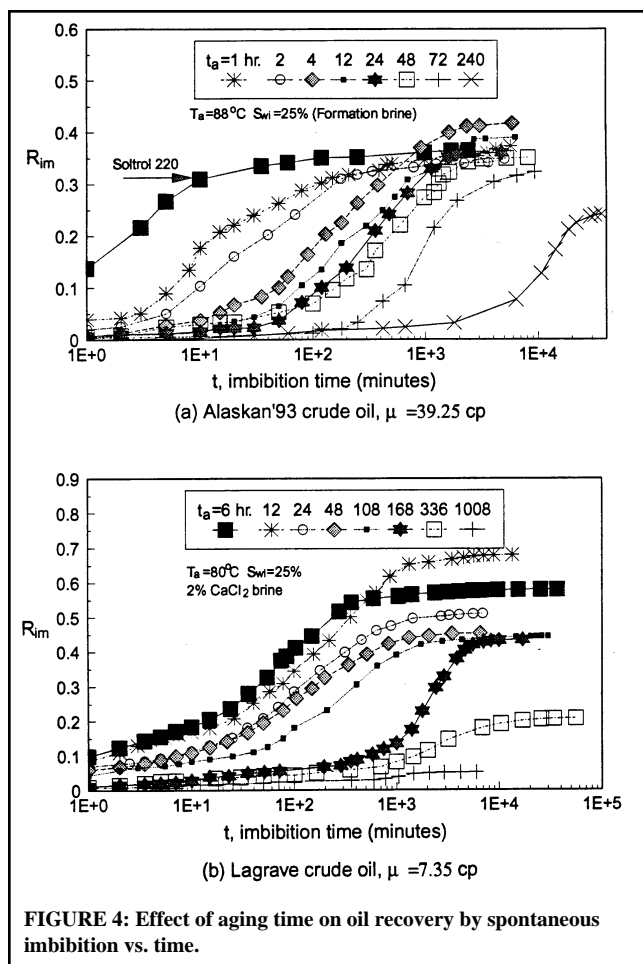 0.6
0.5
0.4
0.3
0.2
0.1
0
R_im
t_a=1 hr. 2 4 12 24 48 72 240
T_a=88°C S_wi=25% (Formation brine)
Soltrol 220
1E+0 1E+1 1E+2 1E+3 1E+4
t, imbibition time (minutes)
(a) Alaskan'93 crude oil, μ =39.25 cp
0.9
0.8
0.7
0.6
0.5
0.4
0.3
0.2
0.1
0
R_im
t_a=6 hr. 12 24 48 108 168 336 1008
T_a=80°C S_wi=25%
2% CaCl_2 brine
1E+0 1E+1 1E+2 1E+3 1E+4 1E+5
t, imbibition time (minutes)
(b) Lagrave crude oil, μ =7.35 cp
FIGURE 4: Effect of aging time on oil recovery by spontaneous
imbibition vs. time.